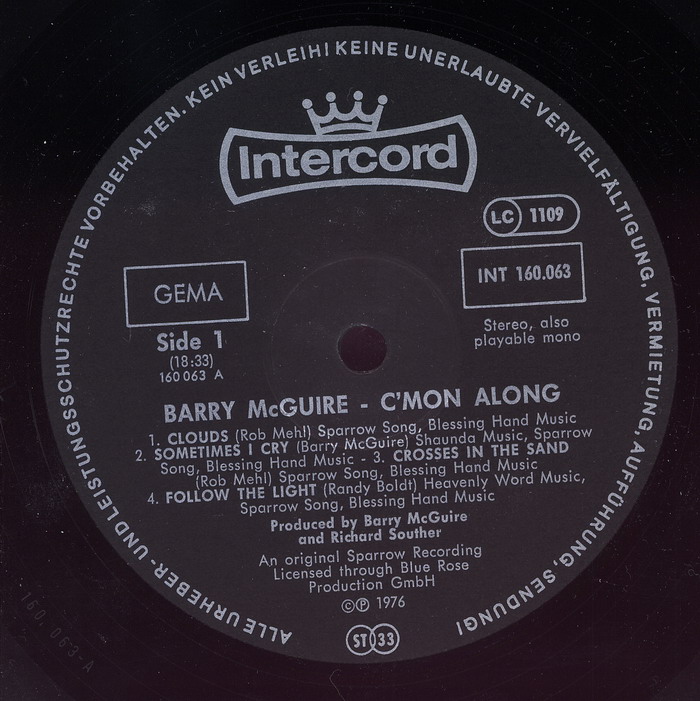 ALLE URHEBER- UND LEISTUNGSSCHUTZRECHTE VORBEHALTEN. KEIN VERLEIH! KEINE UNERLAUBTE VERVIELFÄLTIGUNG, VERMIETUNG, AUFFÜHRUNG, SENDUNG!
Intercord
LC 1109
GEMA
INT 160.063
Side 1
(18:33)
160 063 A
Stereo, also
playable mono
BARRY McGUIRE - C'MON ALONG
1. CLOUDS (Rob Mehl) Sparrow Song, Blessing Hand Music
2. SOMETIMES I CRY (Barry McGuire) Shaunda Music, Sparrow
Song, Blessing Hand Music - 3. CROSSES IN THE SAND
(Rob Mehl) Sparrow Song, Blessing Hand Music
4. FOLLOW THE LIGHT (Randy Boldt) Heavenly Word Music,
Sparrow Song, Blessing Hand Music
Produced by Barry McGuire
and Richard Souther
An original Sparrow Recording
Licensed through Blue Rose
Production GmbH
©℗ 1976
ST 33
160.063-A